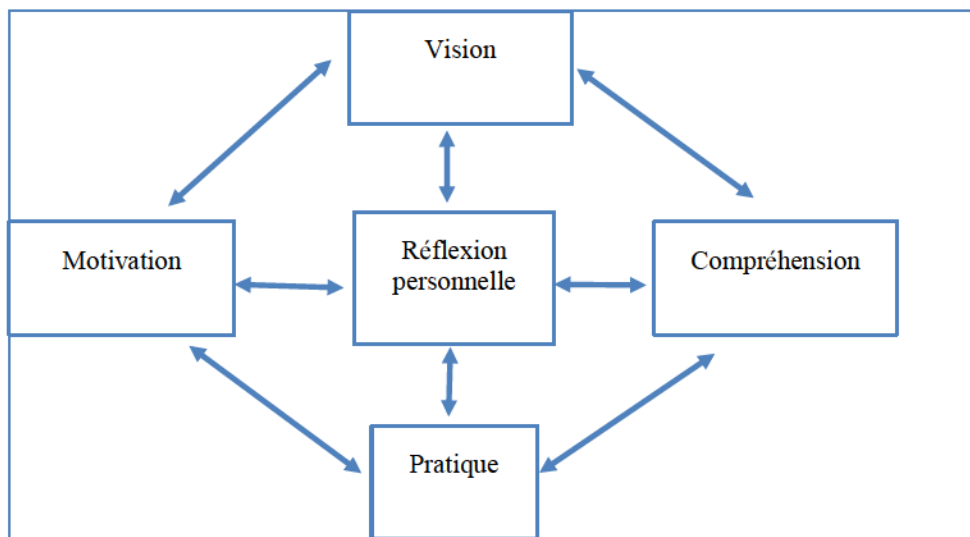 Vision
Motivation
Réflexion
personnelle
Compréhension
Pratique